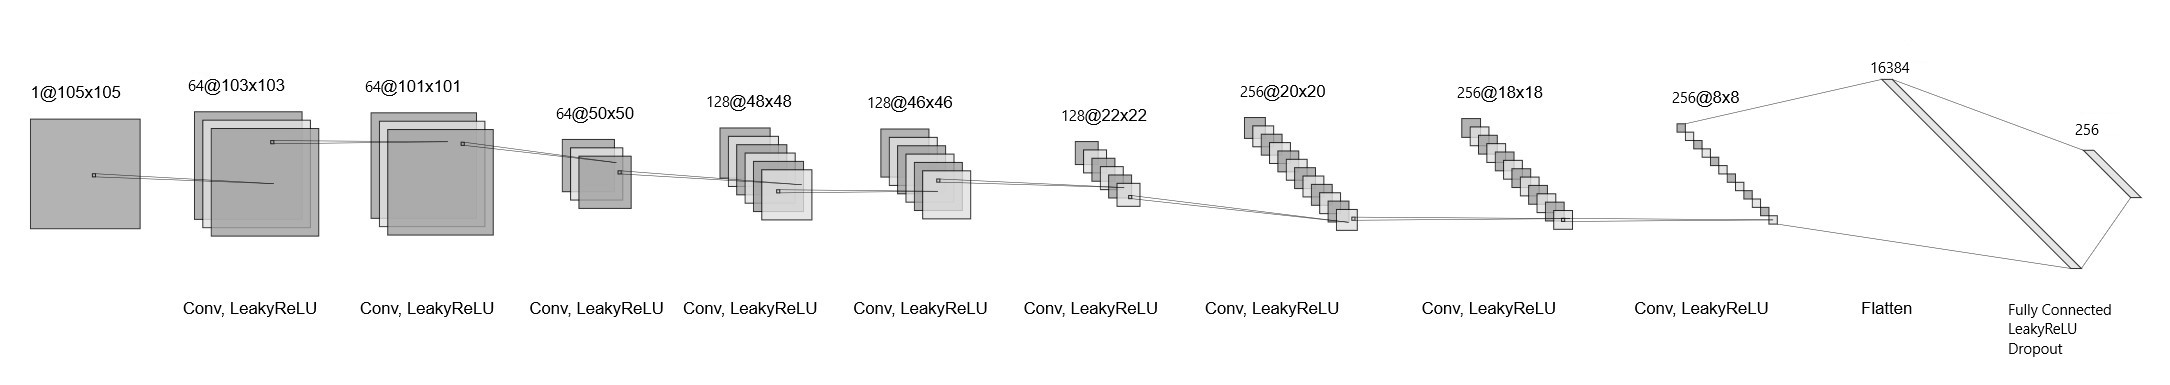 1@105x105
64@103x103
64@101x101
64@50x50
128@48x48
128@46x46
128@22x22
256@20x20
256@18x18
256@8x8
16384
256
Conv, LeakyReLU
Conv, LeakyReLU
Conv, LeakyReLU
Conv, LeakyReLU
Conv, LeakyReLU
Conv, LeakyReLU
Conv, LeakyReLU
Conv, LeakyReLU
Conv, LeakyReLU
Flatten
Fully Connected
LeakyReLU
Dropout